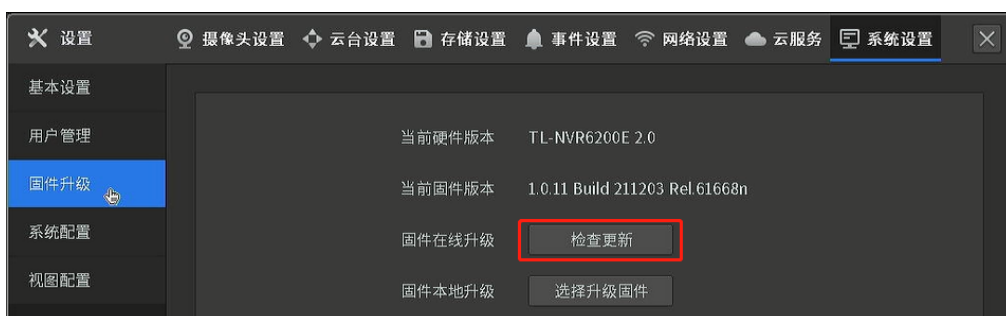 设置 摄像头设置 云台设置 存储设置 事件设置 网络设置 云服务 系统设置
基本设置
用户管理
固件升级
系统配置
视图配置
当前硬件版本 TL-NVR6200E 2.0
当前固件版本 1.0.11 Build 211203 Rel.61668n
固件在线升级 检查更新
固件本地升级 选择升级固件